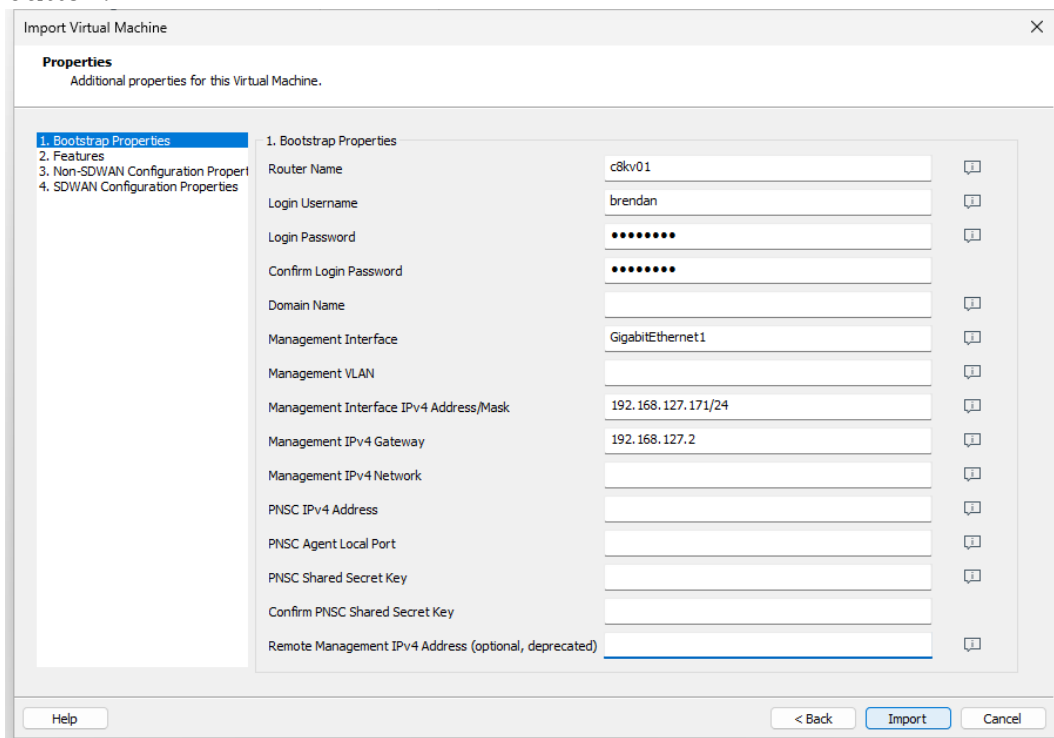 Import Virtual Machine
Properties
Additional properties for this Virtual Machine.
1. Bootstrap Properties
2. Features
3. Non-SDWAN Configuration Propert
4. SDWAN Configuration Properties
1. Bootstrap Properties
Router Name c8kv01
Login Username brendan
Login Password ••••••••
Confirm Login Password ••••••••
Domain Name
Management Interface GigabitEthernet1
Management VLAN
Management Interface IPv4 Address/Mask 192.168.127.171/24
Management IPv4 Gateway 192.168.127.2
Management IPv4 Network
PNSC IPv4 Address
PNSC Agent Local Port
PNSC Shared Secret Key
Confirm PNSC Shared Secret Key
Remote Management IPv4 Address (optional, deprecated)
Help < Back Import Cancel